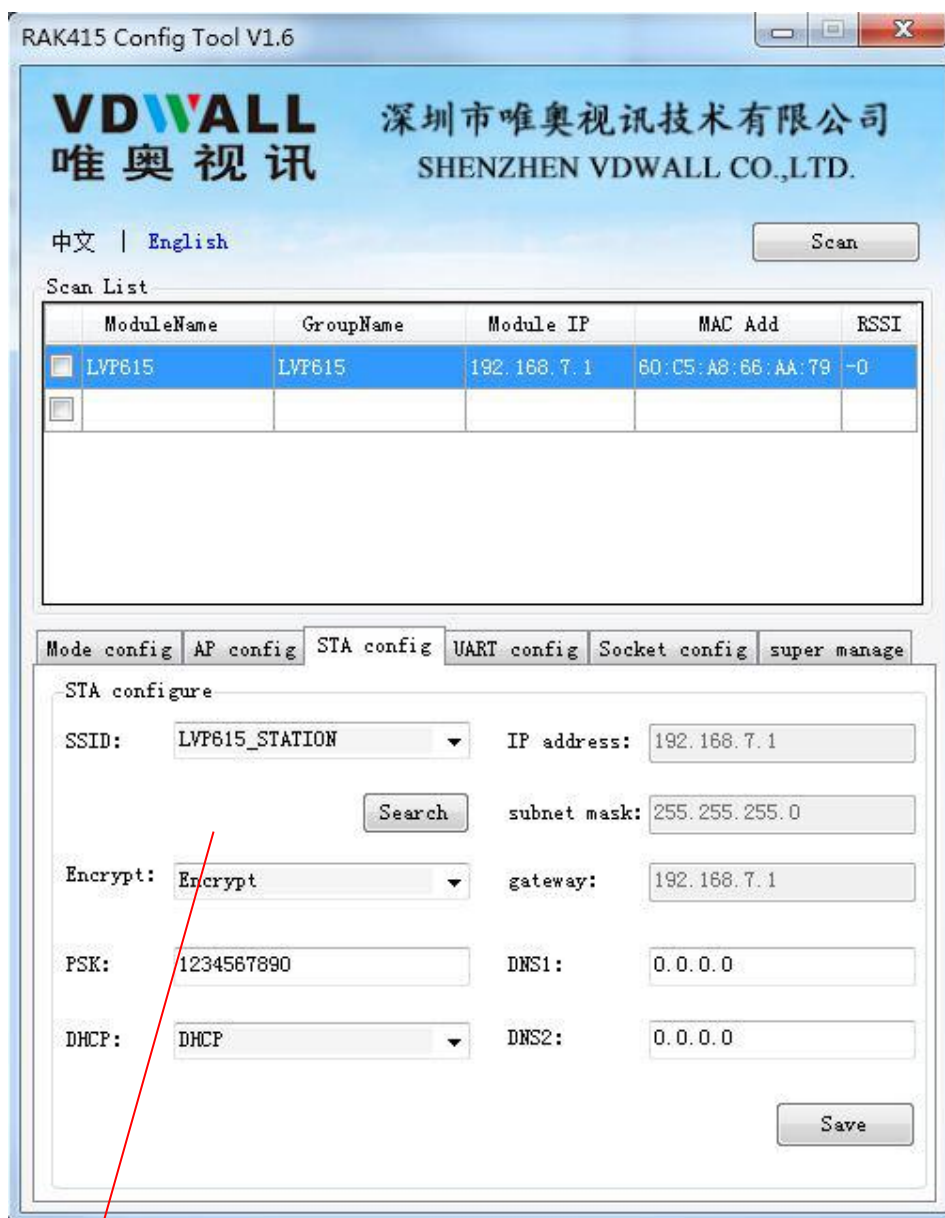 RAK415 Config Tool V1.6
VDWALL 深圳市唯奥视讯技术有限公司
唯奥视讯 SHENZHEN VDWALL CO.,LTD.
中文 | English Scan
Scan List
ModuleName GroupName Module IP MAC Add RSSI
LVP615 LVP615 192.168.7.1 60:C5:A8:66:AA:79 -0
Mode config AP config STA config UART config Socket config super manage
STA configure
SSID: LVP615_STATION IP address: 192.168.7.1
Search subnet mask: 255.255.255.0
Encrypt: Encrypt gateway: 192.168.7.1
PSK: 1234567890 DNS1: 0.0.0.0
DHCP: DHCP DNS2: 0.0.0.0
Save